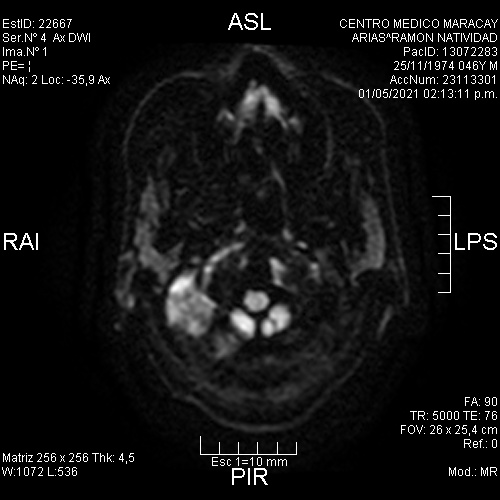 EstID: 22667
Ser.Nº 4 Ax DWI
Ima.Nº 1
PE= ¦
NAq: 2 Loc: -35,9 Ax
ASL
CENTRO MEDICO MARACAY
ARIAS^RAMON NATIVIDAD
PacID: 13072283
25/11/1974 046Y M
AccNum: 23113301
01/05/2021 02:13:11 p.m.
RAI
LPS
Matriz 256 x 256 Thk: 4,5
W:1072 L:536
Esc 1=10 mm
PIR
FA: 90
TR: 5000 TE: 76
FOV: 26 x 25,4 cm
Ref.: 0
Mod.: MR